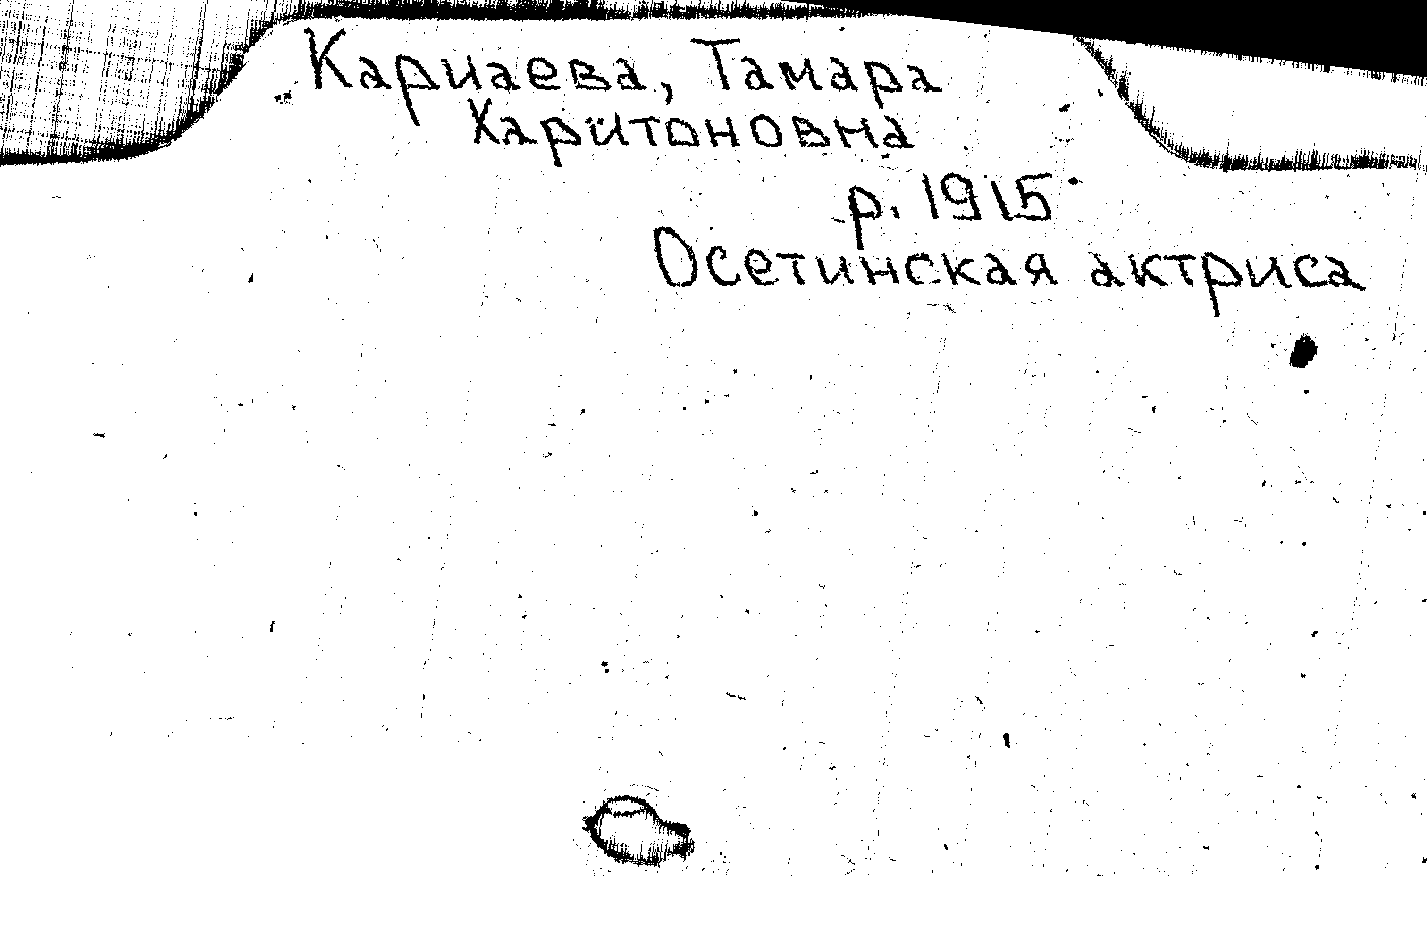 Кариаева, Тамара
Харитоновна
р. 1915
Осетинская актриса